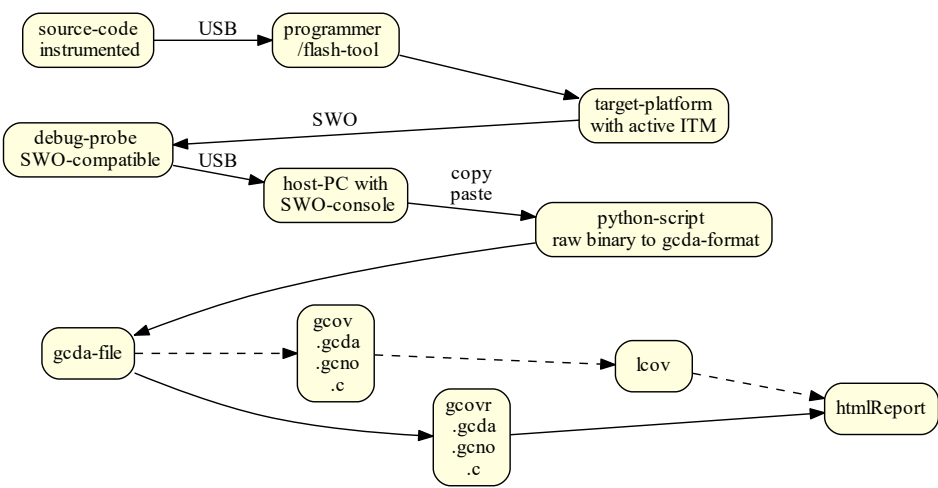 source-code
instrumented
USB
programmer
/flash-tool
target-platform
with active ITM
SWO
debug-probe
SWO-compatible
USB
host-PC with
SWO-console
copy
paste
python-script
raw binary to gcda-format
gcda-file
gcov
.gcda
.gcno
.c
lcov
htmlReport
gcovr
.gcda
.gcno
.c